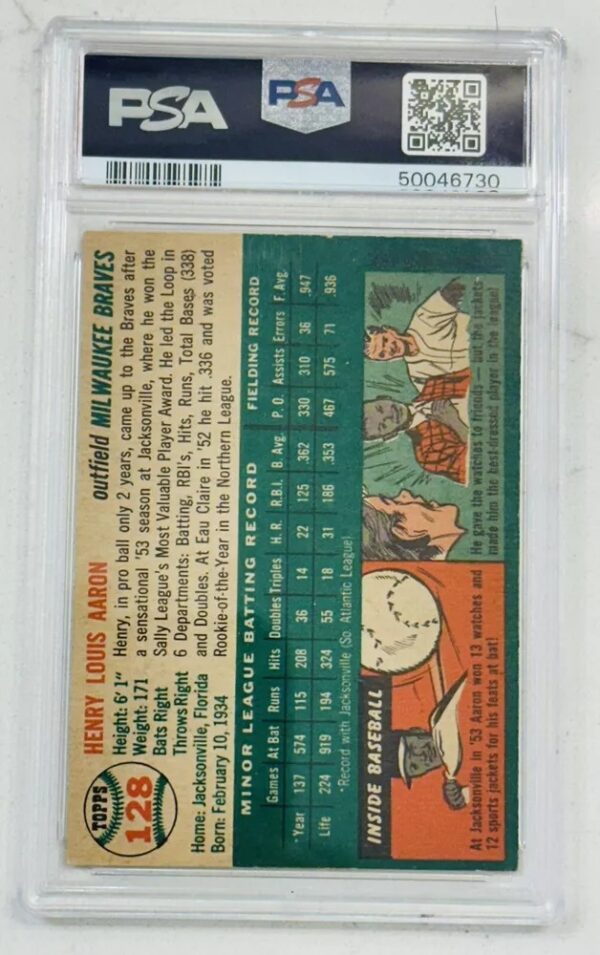 PSA
PSA
50046730
TOPPS
128
HENRY LOUIS AARON outfield MILWAUKEE BRAVES
Height: 6' 1"
Weight: 171
Bats Right
Throws Right
Home: Jacksonville, Florida
Born: February 10, 1934
Henry, in pro ball only 2 years, came up to the Braves after
a sensational '53 season at Jacksonville, where he won the
Sally League's Most Valuable Player Award. He led the Loop in
6 Departments: Batting, RBI's, Hits, Runs, Total Bases (338)
and Doubles. At Eau Claire in '52 he hit .336 and was voted
Rookie-of-the-Year in the Northern League.
MINOR LEAGUE BATTING RECORD FIELDING RECORD
Games At Bat Runs Hits Doubles Triples H.R. R.B.I. B. Avg. P.O. Assists Errors F. Avg.
*Year 137 574 115 208 36 14 22 125 .362 330 310 36 .947
Life 224 919 194 324 55 18 31 186 .353 467 575 71 .936
*Record with Jacksonville (So. Atlantic League)
INSIDE BASEBALL
At Jacksonville in '53 Aaron won 13 watches and
12 sports jackets for his feats at bat!
He gave the watches to friends — but the jackets
made him the best-dressed player in the league!